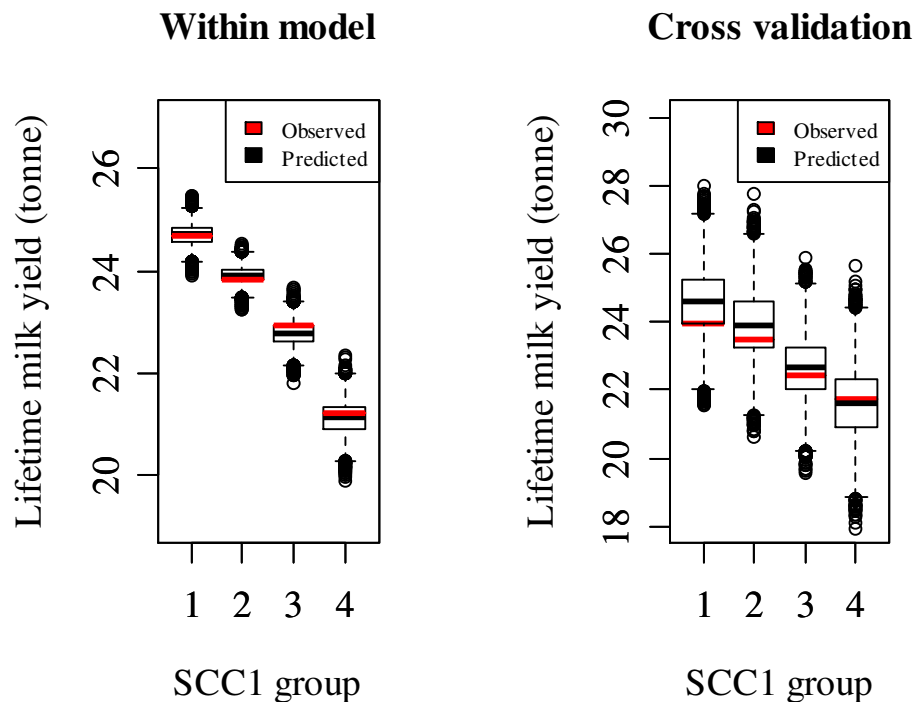 Within model
Lifetime milk yield (tonne)
26
24
22
20
Observed
Predicted
1 2 3 4
SCC1 group
Cross validation
Lifetime milk yield (tonne)
30
28
26
24
22
20
18
Observed
Predicted
1 2 3 4
SCC1 group